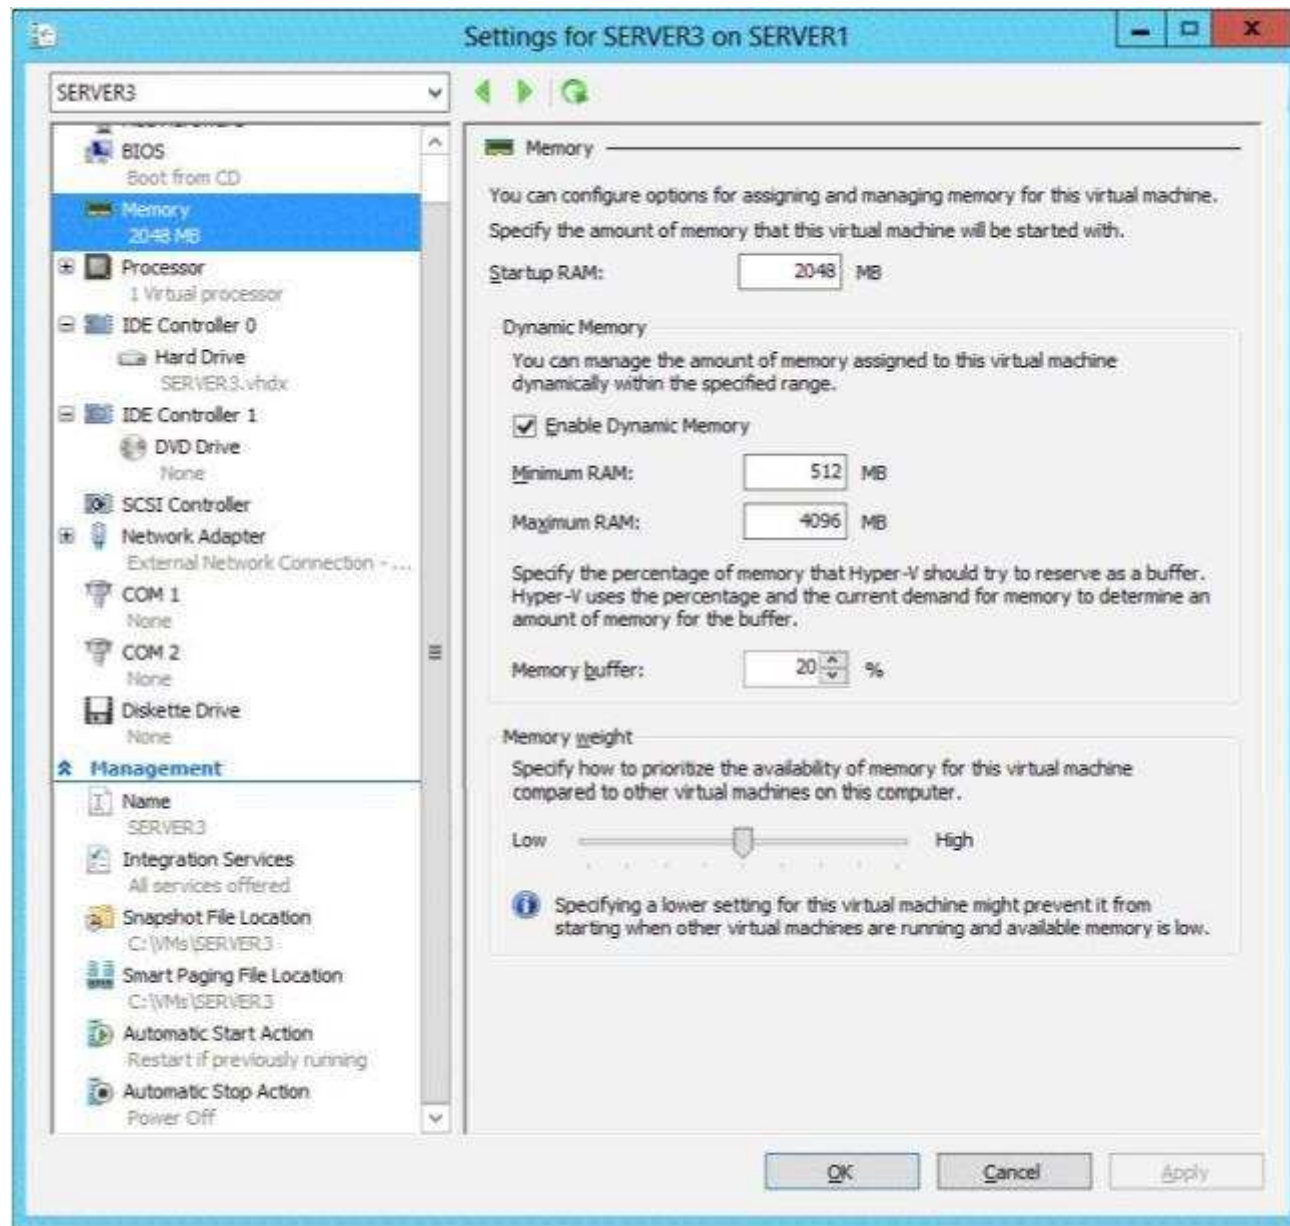 Settings for SERVER3 on SERVER1
SERVER3
BIOS
Boot from CD
Memory
2048 MB
Processor
1 Virtual processor
IDE Controller 0
Hard Drive
SERVER3.vhdx
IDE Controller 1
DVD Drive
None
SCSI Controller
Network Adapter
External Network Connection - ...
COM 1
None
COM 2
None
Diskette Drive
None
Management
Name
SERVER3
Integration Services
All services offered
Snapshot File Location
C:\VMs\SERVER3
Smart Paging File Location
C:\VMs\SERVER3
Automatic Start Action
Restart if previously running
Automatic Stop Action
Power Off
Memory
You can configure options for assigning and managing memory for this virtual machine.
Specify the amount of memory that this virtual machine will be started with.
Startup RAM: 2048 MB
Dynamic Memory
You can manage the amount of memory assigned to this virtual machine
dynamically within the specified range.
Enable Dynamic Memory
Minimum RAM: 512 MB
Maximum RAM: 4096 MB
Specify the percentage of memory that Hyper-V should try to reserve as a buffer.
Hyper-V uses the percentage and the current demand for memory to determine an
amount of memory for the buffer.
Memory buffer: 20 %
Memory weight
Specify how to prioritize the availability of memory for this virtual machine
compared to other virtual machines on this computer.
Low High
Specifying a lower setting for this virtual machine might prevent it from
starting when other virtual machines are running and available memory is low.
OK Cancel Apply